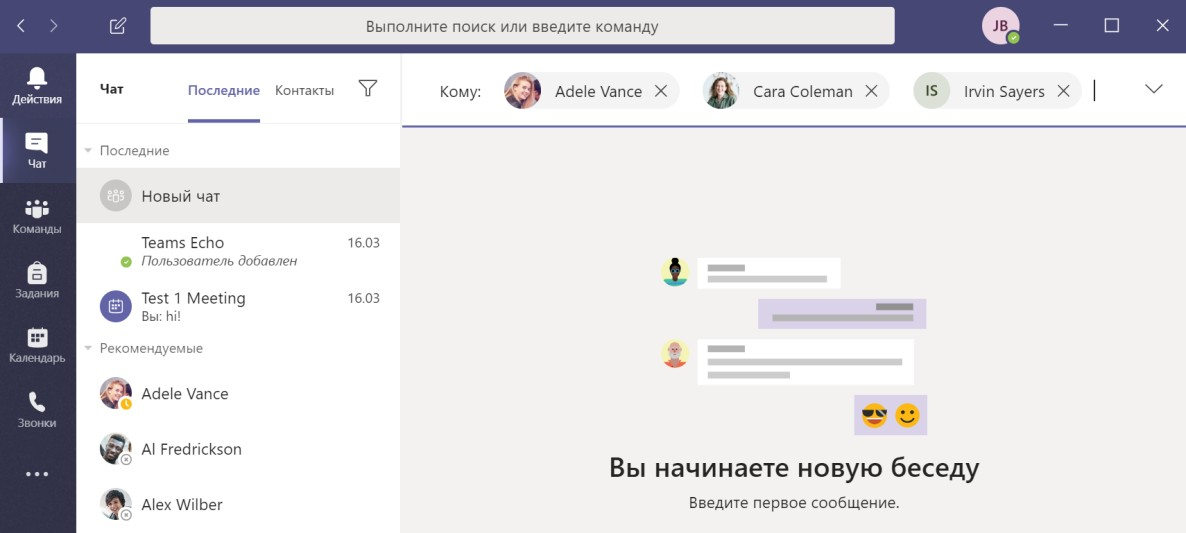 Выполните поиск или введите команду
JB
Действия
Чат
Команды
Задания
Календарь
Звонки
Чат
Последние
Контакты
Последние
Новый чат
Teams Echo 16.03
Пользователь добавлен
Test 1 Meeting 16.03
Вы: hi!
Рекомендуемые
Adele Vance
Al Fredrickson
Alex Wilber
Кому: Adele Vance Cara Coleman IS Irvin Sayers
Вы начинаете новую беседу
Введите первое сообщение.